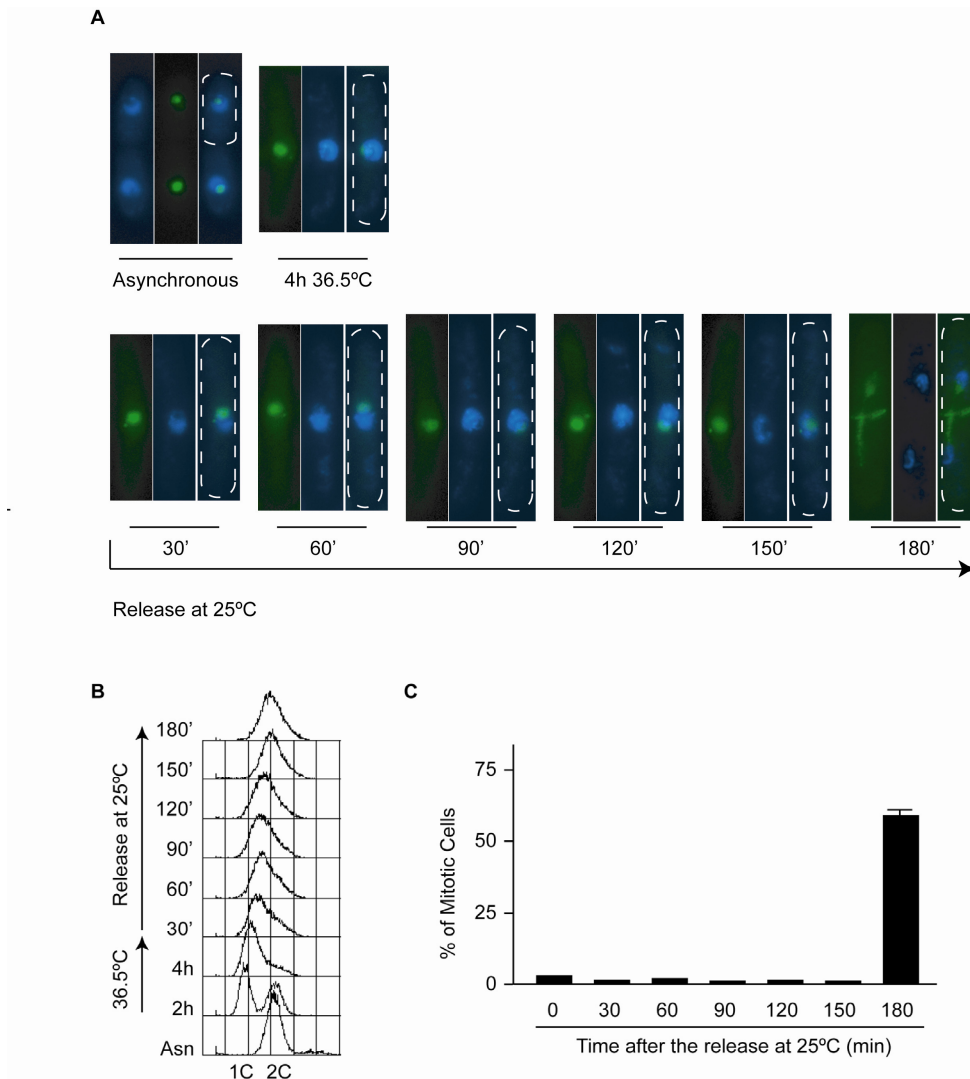 A
Asynchronous
4h 36.5ºC
30’
60’
90’
120’
150’
180’
Release at 25ºC
B
180’
150’
120’
90’
60’
30’
4h
2h
Asn
Release at 25ºC
36.5ºC
1C
2C
C
% of Mitotic Cells
75
50
25
0
0
30
60
90
120
150
180
Time after the release at 25ºC (min)